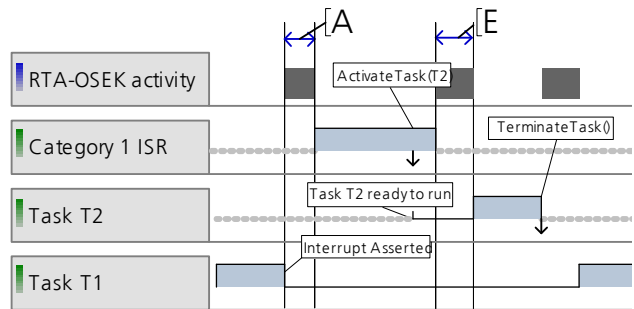 [A
[E
RTA-OSEK activity
ActivateTask(T2)
Category 1 ISR
TerminateTask()
Task T2 ready to run
Task T2
Interrupt Asserted
Task T1